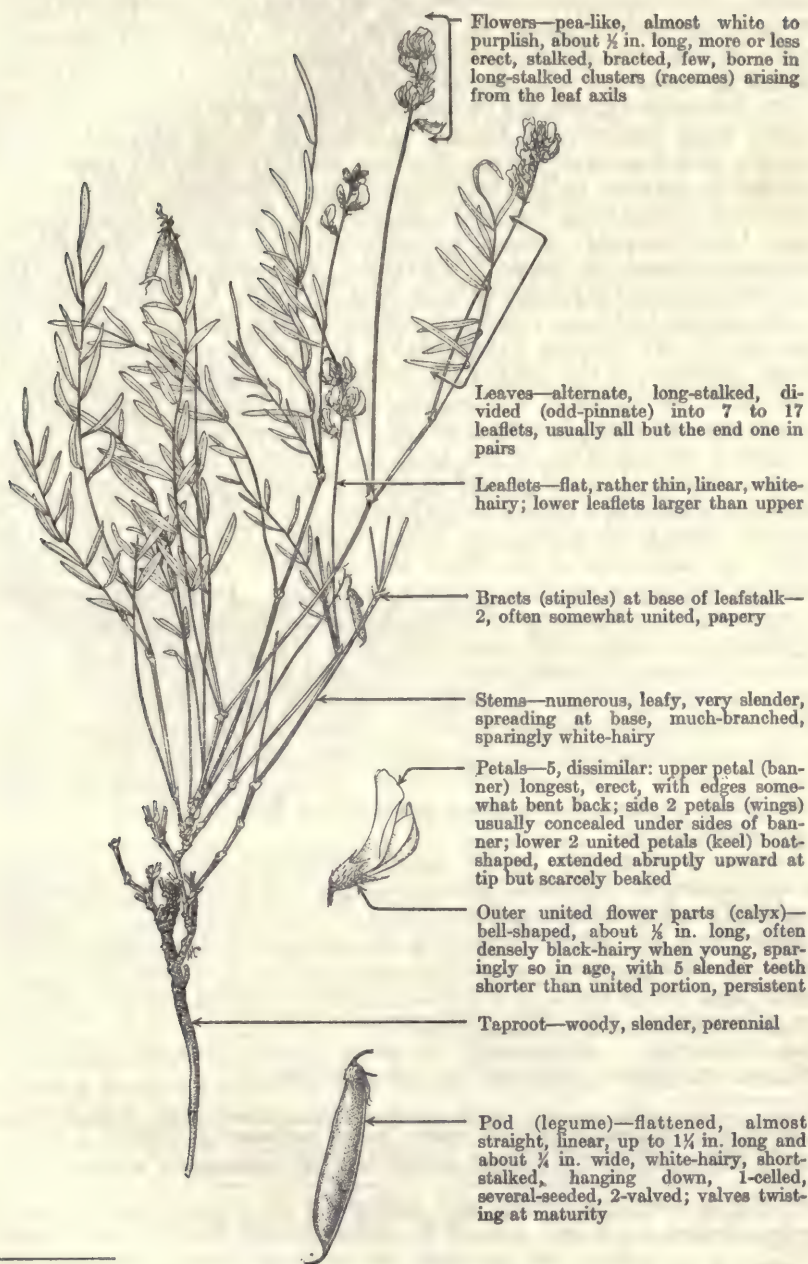 Flowers—pea-like, almost white to
purplish, about ½ in. long, more or less
erect, stalked, bracted, few, borne in
long-stalked clusters (racemes) arising
from the leaf axils
Leaves—alternate, long-stalked, di-
vided (odd-pinnate) into 7 to 17
leaflets, usually all but the end one in
pairs
Leaflets—flat, rather thin, linear, white-
hairy; lower leaflets larger than upper
Bracts (stipules) at base of leafstalk—
2, often somewhat united, papery
Stems—numerous, leafy, very slender,
spreading at base, much-branched,
sparingly white-hairy
Petals—5, dissimilar: upper petal (ban-
ner) longest, erect, with edges some-
what bent back; side 2 petals (wings)
usually concealed under sides of ban-
ner; lower 2 united petals (keel) boat-
shaped, extended abruptly upward at
tip but scarcely beaked
Outer united flower parts (calyx)—
bell-shaped, about ⅛ in. long, often
densely black-hairy when young, spar-
ingly so in age, with 5 slender teeth
shorter than united portion, persistent
Taproot—woody, slender, perennial
Pod (legume)—flattened, almost
straight, linear, up to 1¼ in. long and
about ¼ in. wide, white-hairy, short-
stalked, hanging down, 1-celled,
several-seeded, 2-valved; valves twist-
ing at maturity